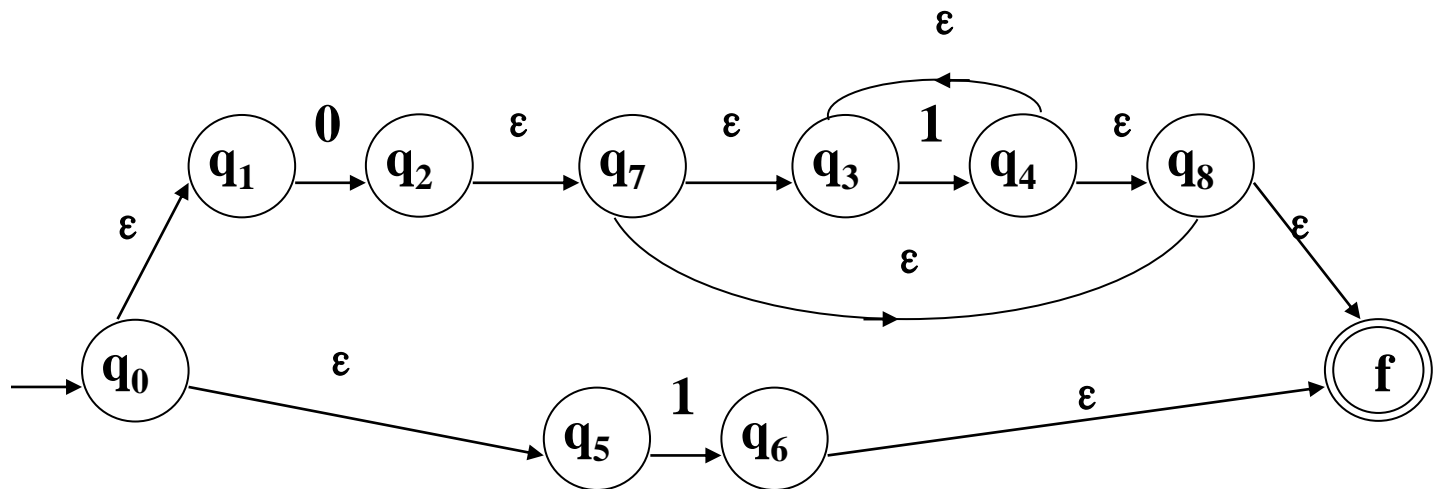 ε
0 ε ε 1 ε
q₁ q₂ q₇ q₃ q₄ q₈
ε ε
ε
q₀ ε f
1 ε
q₅ q₆